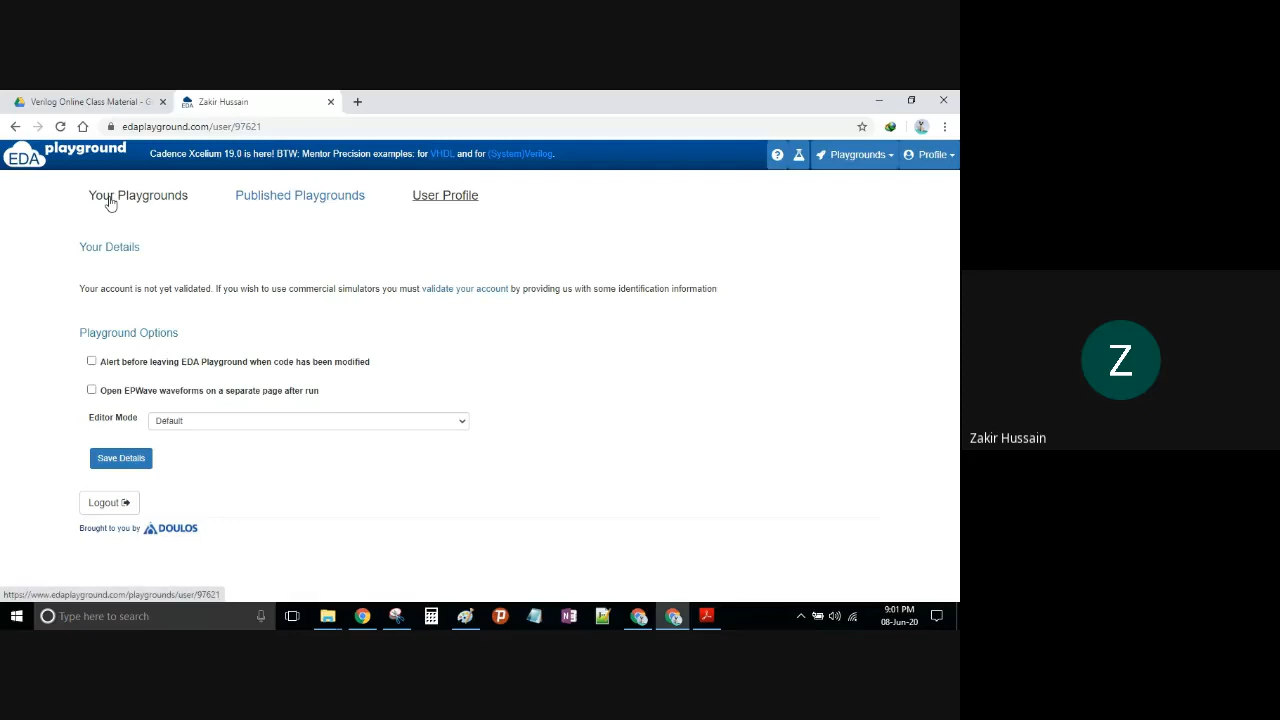 Verilog Online Class Material - G
Zakir Hussain
edaplayground.com/user/97621
EDA playground
Cadence Xcelium 19.0 is here! BTW: Mentor Precision examples: for VHDL and for (System)Verilog.
Playgrounds
Profile
Your Playgrounds
Published Playgrounds
User Profile
Your Details
Your account is not yet validated. If you wish to use commercial simulators you must validate your account by providing us with some identification information
Playground Options
Alert before leaving EDA Playground when code has been modified
Open EPWave waveforms on a separate page after run
Editor Mode
Default
Save Details
Logout
Brought to you by DOULOS
https://www.edaplayground.com/playgrounds/user/97621
Type here to search
9:01 PM
08-Jun-20
Z
Zakir Hussain